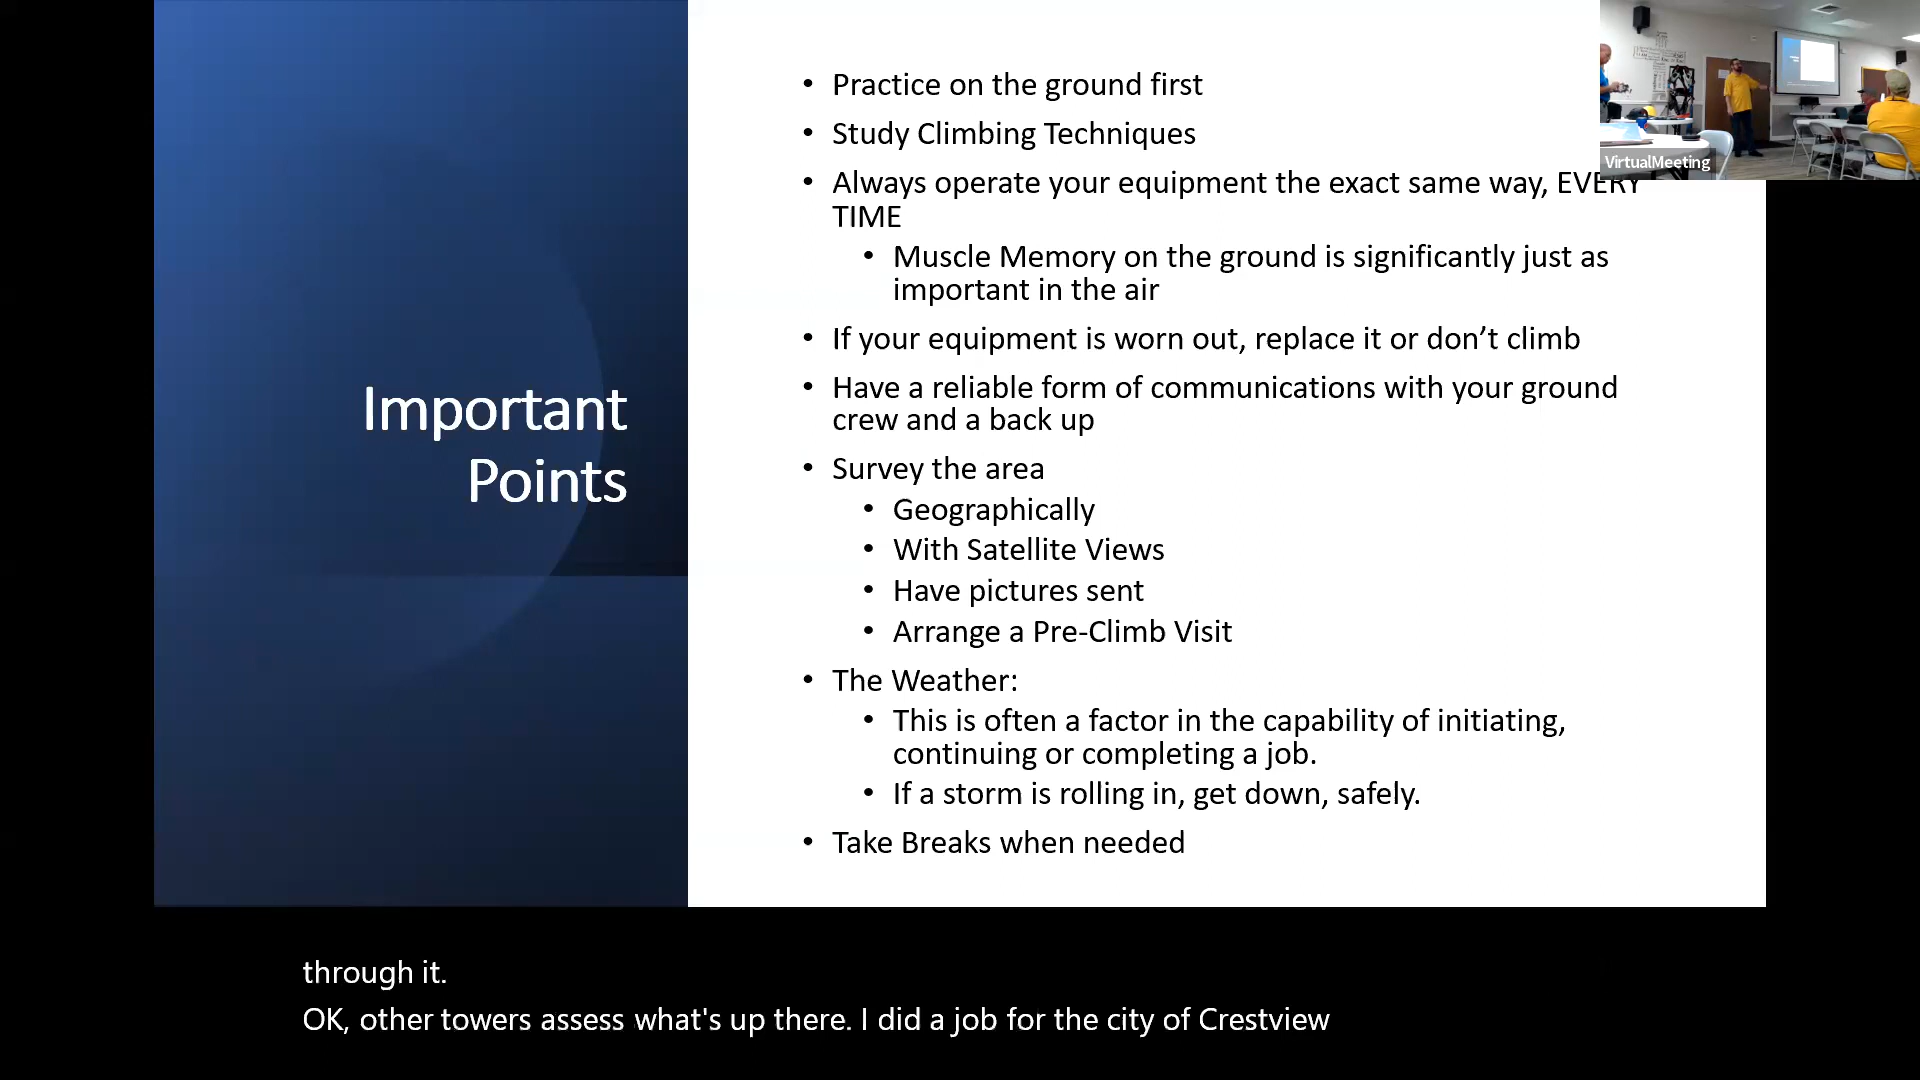 Important
Points
• Practice on the ground first
• Study Climbing Techniques
• Always operate your equipment the exact same way, EVERY
TIME
• Muscle Memory on the ground is significantly just as
important in the air
• If your equipment is worn out, replace it or don’t climb
• Have a reliable form of communications with your ground
crew and a back up
• Survey the area
• Geographically
• With Satellite Views
• Have pictures sent
• Arrange a Pre-Climb Visit
• The Weather:
• This is often a factor in the capability of initiating,
continuing or completing a job.
• If a storm is rolling in, get down, safely.
• Take Breaks when needed
VirtualMeeting
through it.
OK, other towers assess what's up there. I did a job for the city of Crestview